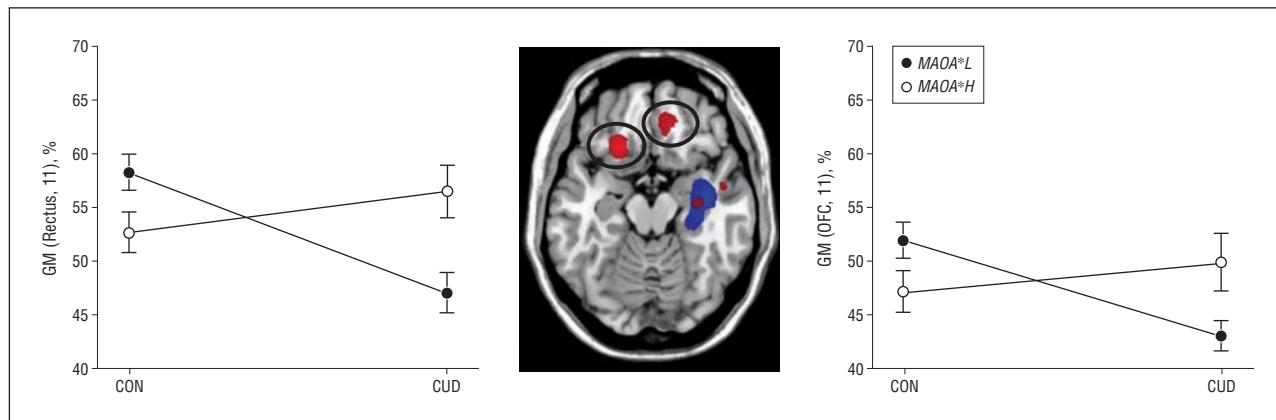 70
65
60
55
50
45
40
GM (Rectus, 11), %
CON
CUD
70
65
60
55
50
45
40
GM (OFC, 11), %
MAOA*L
MAOA*H
CON
CUD